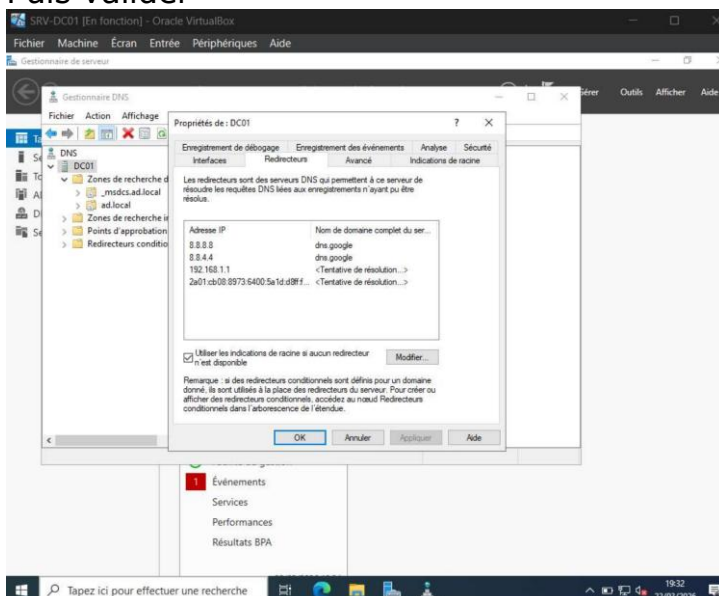 Puis valider
SRV-DC01 [En fonction] - Oracle VirtualBox
Fichier Machine Écran Entrée Périphériques Aide
Gestionnaire de serveur
Gestionnaire DNS
érer Outils Afficher Aide
Fichier Action Affichage
Propriétés de : DC01 ? ×
DNS
DC01
Zones de recherche d
_msdcs.ad.local
ad.local
Zones de recherche in
Points d'approbation
Redirecteurs conditio
Enregistrement de débogage Enregistrement des événements Analyse Sécurité
Interfaces Redirecteurs Avancé Indications de racine
Les redirecteurs sont des serveurs DNS qui permettent à ce serveur de
résoudre les requêtes DNS liées aux enregistrements n'ayant pu être
résolus.
Adresse IP Nom de domaine complet du ser...
8.8.8.8 dns.google
8.8.4.4 dns.google
192.168.1.1 <Tentative de résolution...>
2a01:cb08:8973:6400:5a1d:d8ff:f... <Tentative de résolution...>
Utiliser les indications de racine si aucun redirecteur
n'est disponible
Modifier...
Remarque : si des redirecteurs conditionnels sont définis pour un domaine
donné, ils sont utilisés à la place des redirecteurs du serveur. Pour créer ou
afficher des redirecteurs conditionnels, accédez au nœud Redirecteurs
conditionnels dans l'arborescence de l'étendue.
OK Annuler Appliquer Aide
1 Événements
Services
Performances
Résultats BPA
Tapez ici pour effectuer une recherche
19:32